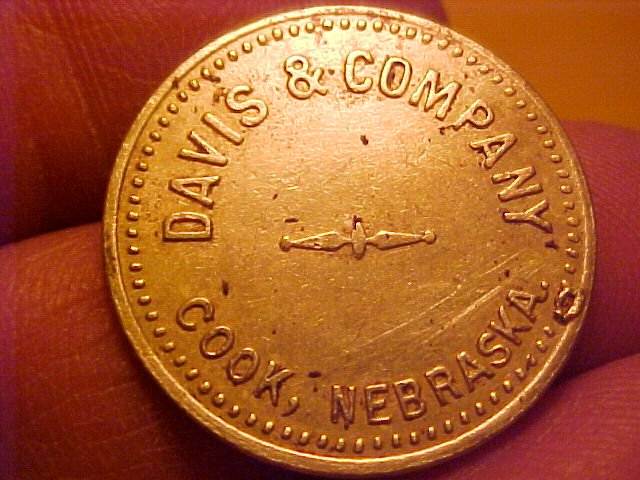 DAVIS & COMPANY
COOK, NEBRASKA.